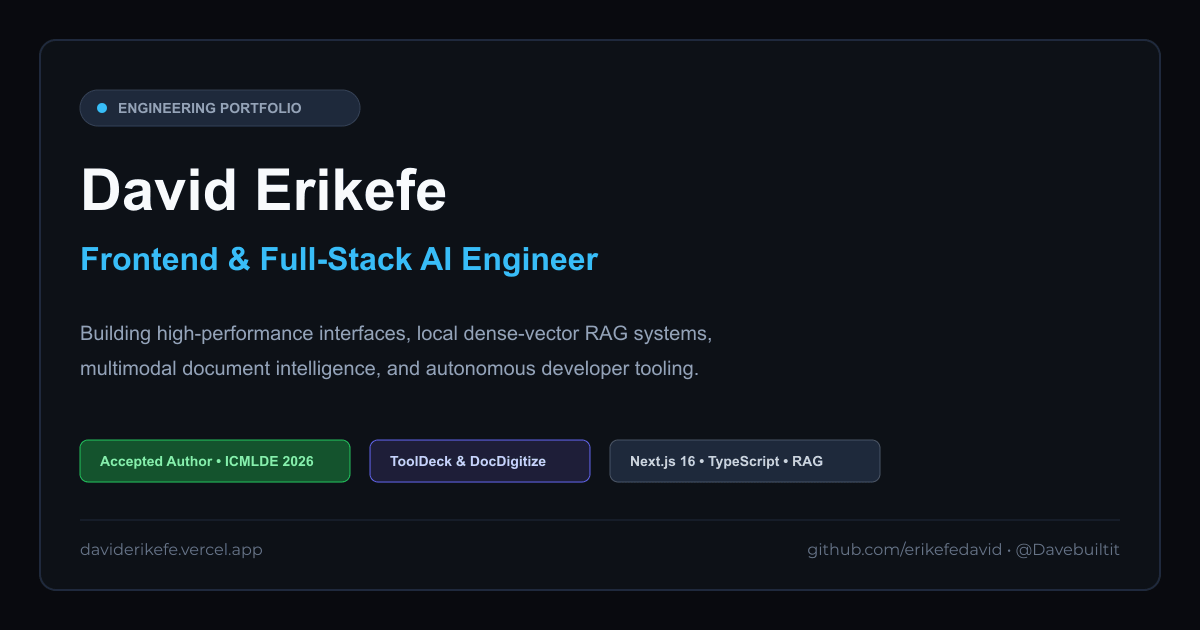 ENGINEERING PORTFOLIO
David Erikefe
Frontend & Full-Stack AI Engineer
Building high-performance interfaces, local dense-vector RAG systems,
multimodal document intelligence, and autonomous developer tooling.
Accepted Author • ICMLDE 2026
ToolDeck & DocDigitize
Next.js 16 • TypeScript • RAG
daviderikefe.vercel.app
github.com/erikefedavid • @Davebuiltit